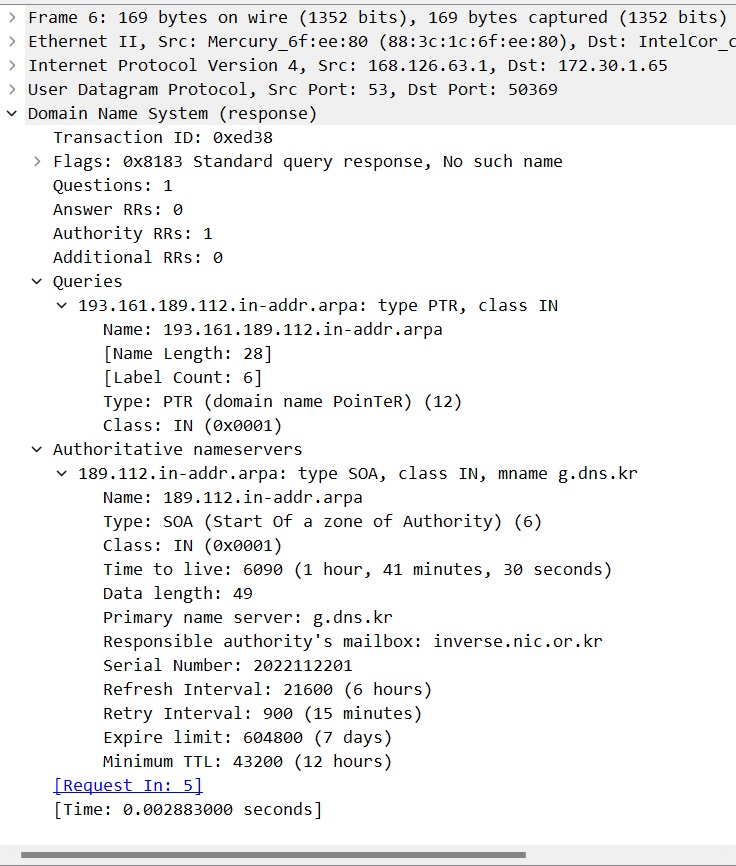 Frame 6: 169 bytes on wire (1352 bits), 169 bytes captured (1352 bits)
Ethernet II, Src: Mercury_6f:ee:80 (88:3c:1c:6f:ee:80), Dst: IntelCor_c
Internet Protocol Version 4, Src: 168.126.63.1, Dst: 172.30.1.65
User Datagram Protocol, Src Port: 53, Dst Port: 50369
Domain Name System (response)
Transaction ID: 0xed38
Flags: 0x8183 Standard query response, No such name
Questions: 1
Answer RRs: 0
Authority RRs: 1
Additional RRs: 0
Queries
193.161.189.112.in-addr.arpa: type PTR, class IN
Name: 193.161.189.112.in-addr.arpa
[Name Length: 28]
[Label Count: 6]
Type: PTR (domain name PoinTeR) (12)
Class: IN (0x0001)
Authoritative nameservers
189.112.in-addr.arpa: type SOA, class IN, mname g.dns.kr
Name: 189.112.in-addr.arpa
Type: SOA (Start Of a zone of Authority) (6)
Class: IN (0x0001)
Time to live: 6090 (1 hour, 41 minutes, 30 seconds)
Data length: 49
Primary name server: g.dns.kr
Responsible authority's mailbox: inverse.nic.or.kr
Serial Number: 2022112201
Refresh Interval: 21600 (6 hours)
Retry Interval: 900 (15 minutes)
Expire limit: 604800 (7 days)
Minimum TTL: 43200 (12 hours)
[Request In: 5]
[Time: 0.002883000 seconds]